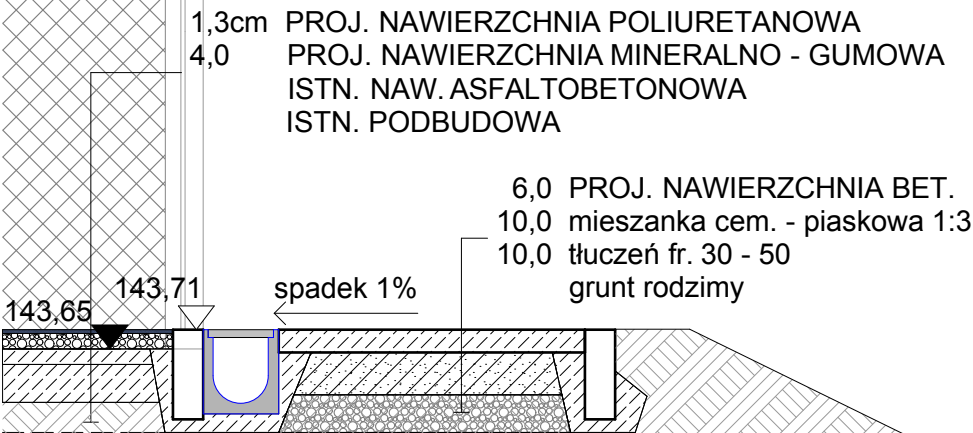 1,3cm PROJ. NAWIERZCHNIA POLIURETANOWA
4,0 PROJ. NAWIERZCHNIA MINERALNO - GUMOWA
ISTN. NAW. ASFALTOBETONOWA
ISTN. PODBUDOWA
6,0 PROJ. NAWIERZCHNIA BET.
10,0 mieszanka cem. - piaskowa 1:3
10,0 tłuczeń fr. 30 - 50
grunt rodzimy
143,71 spadek 1%
143,65